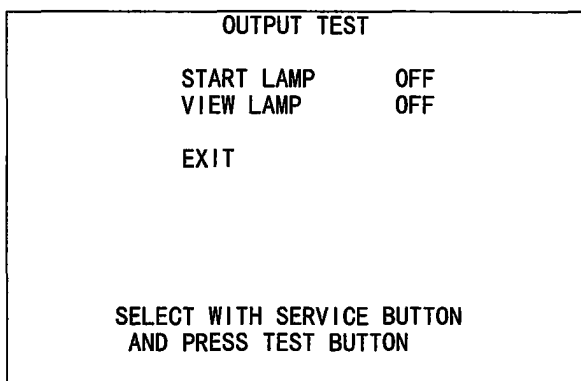 OUTPUT TEST
START LAMP OFF
VIEW LAMP OFF
EXIT
SELECT WITH SERVICE BUTTON
AND PRESS TEST BUTTON